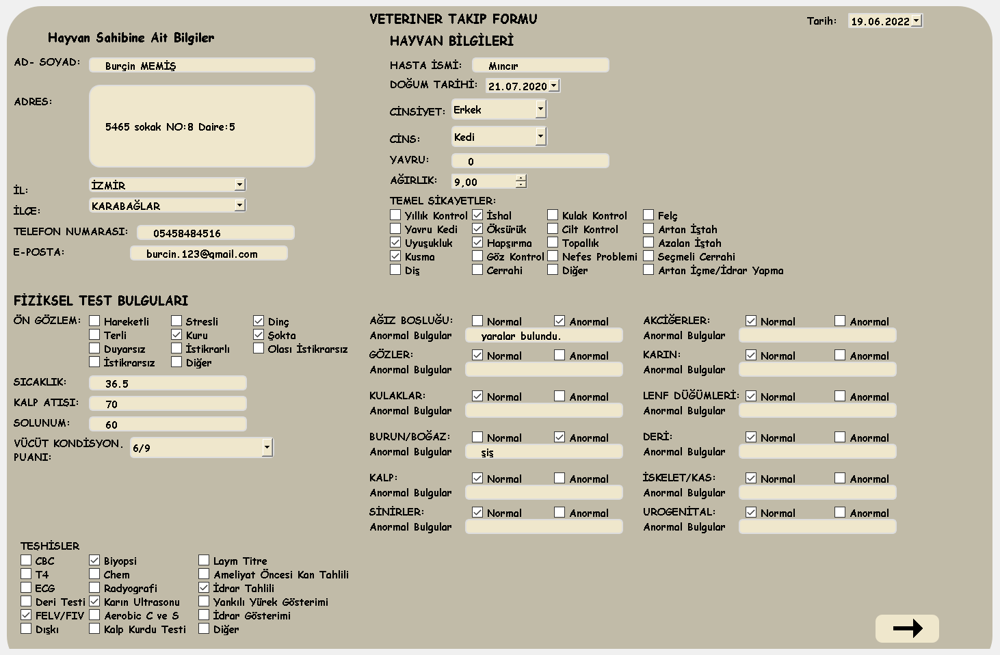 VETERINER TAKIP FORMU
Tarih: 19.06.2022
Hayvan Sahibine Ait Bilgiler
AD- SOYAD: Burçin MEMİŞ
ADRES: 5465 sokak NO:8 Daire:5
İL: İZMİR
İLÇE: KARABAĞLAR
TELEFON NUMARASI: 05458484516
E-POSTA: burcin.123@gmail.com
HAYVAN BİLGİLERİ
HASTA İSMİ: Mıncır
DOĞUM TARİHİ: 21.07.2020
CİNSİYET: Erkek
CİNS: Kedi
YAVRU: 0
AĞIRLIK: 9,00
TEMEL ŞİKAYETLER:
Yıllık Kontrol İshal Kulak Kontrol Felç
Yavru Kedi Öksürük Cilt Kontrol Artan İştah
Uyuşukluk Hapşırma Topallık Azalan İştah
Kusma Göz Kontrol Nefes Problemi Seçmeli Cerrahi
Diş Cerrahi Diğer Artan İçme/İdrar Yapma
FİZİKSEL TEST BULGULARI
ÖN GÖZLEM: Hareketli Stresli Dinç
Terli Kuru Şokta
Duyarsız İstikrarlı Olası İstikrarsız
İstikrarsız Diğer
SICAKLIK: 36.5
KALP ATIŞI: 70
SOLUNUM: 60
VÜCÜT KONDİSYON. 6/9
PUANI:
AĞIZ BOŞLUĞU: Normal Anormal
Anormal Bulgular yaralar bulundu.
GÖZLER: Normal Anormal
Anormal Bulgular
KULAKLAR: Normal Anormal
Anormal Bulgular
BURUN/BOĞAZ: Normal Anormal
Anormal Bulgular şiş
KALP: Normal Anormal
Anormal Bulgular
SİNİRLER: Normal Anormal
Anormal Bulgular
AKCİĞERLER: Normal Anormal
Anormal Bulgular
KARIN: Normal Anormal
Anormal Bulgular
LENF DÜĞÜMLERİ: Normal Anormal
Anormal Bulgular
DERİ: Normal Anormal
Anormal Bulgular
İSKELET/KAS: Normal Anormal
Anormal Bulgular
UROGENİTAL: Normal Anormal
Anormal Bulgular
TEŞHİSLER
CBC Biyopsi Laym Titre
T4 Chem Ameliyat Öncesi Kan Tahlili
ECG Radyografi İdrar Tahlili
Deri Testi Karın Ultrasonu Yankılı Yürek Gösterimi
FELV/FIV Aerobic C ve S İdrar Gösterimi
Dışkı Kalp Kurdu Testi Diğer